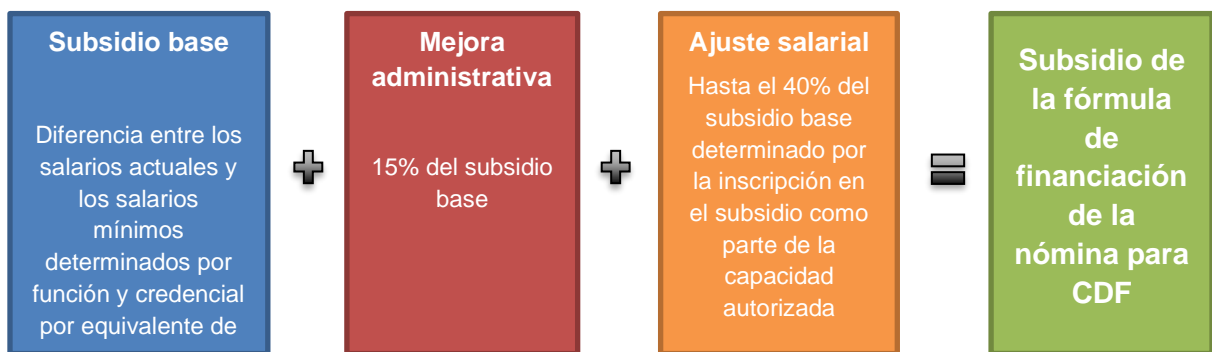 Subsidio base
Diferencia entre los
salarios actuales y
los salarios
mínimos
determinados por
función y credencial
por equivalente de
Mejora
administrativa
15% del subsidio
base
Ajuste salarial
Hasta el 40% del
subsidio base
determinado por
la inscripción en
el subsidio como
parte de la
capacidad
autorizada
Subsidio de
la fórmula
de
financiación
de la
nómina para
CDF